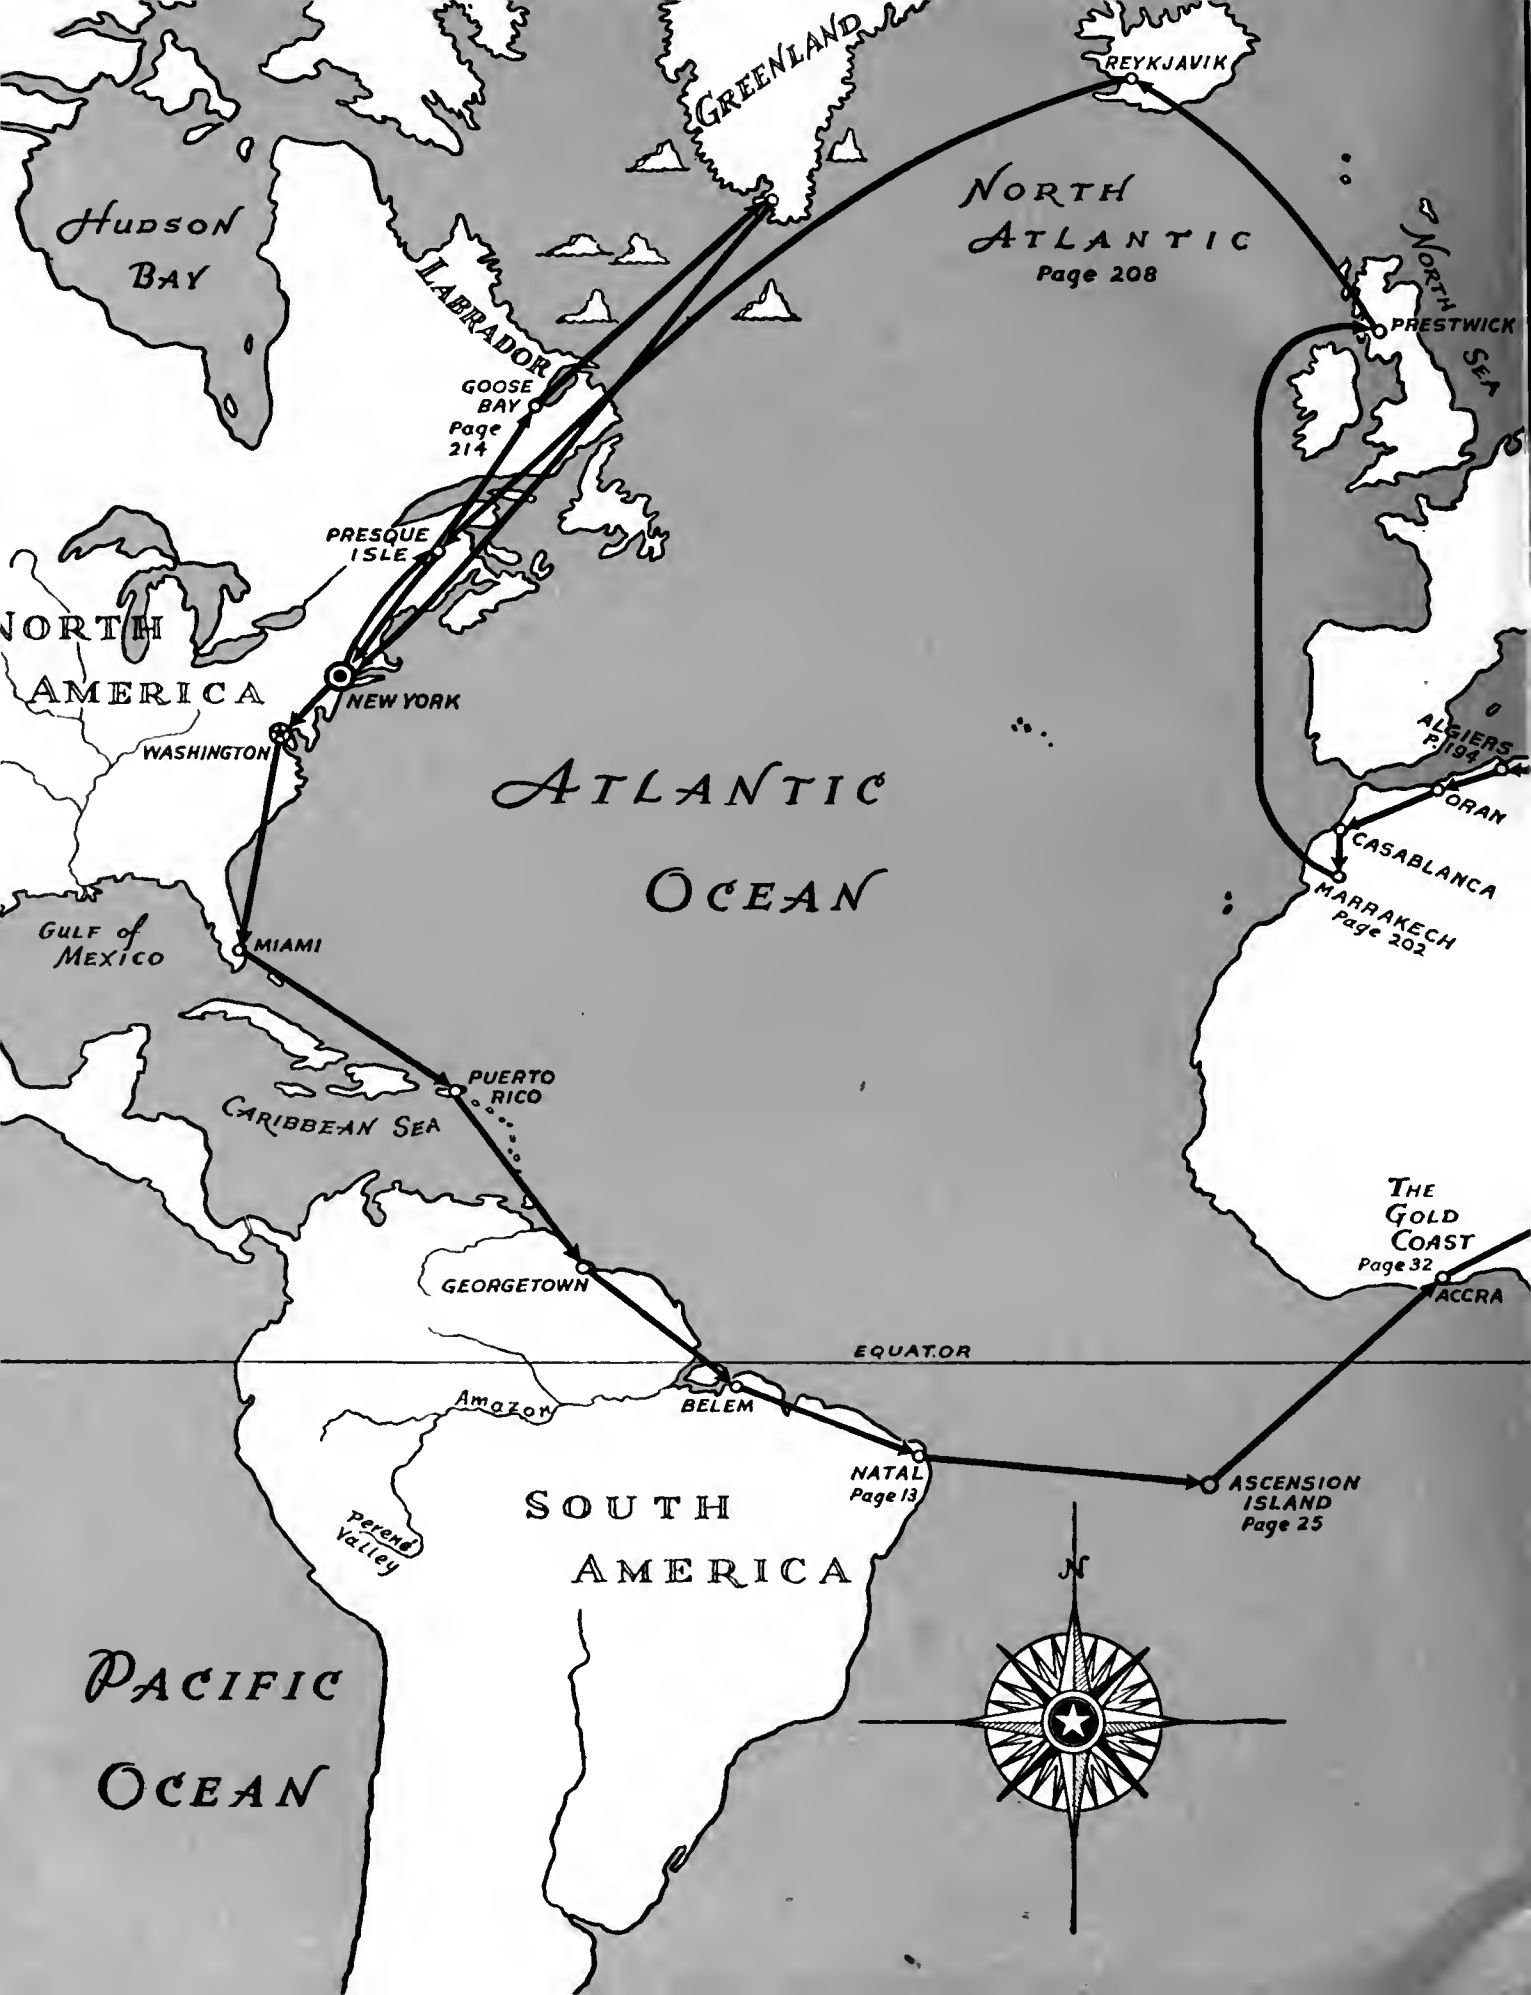 GREENLAND
REYKJAVIK
NORTH
ATLANTIC
Page 208
HUDSON
BAY
LABRADOR
NORTH
SEA
PRESTWICK
GOOSE
BAY
Page
214
PRESQUE
ISLE
NORTH
AMERICA
NEW YORK
WASHINGTON
ATLANTIC
OCEAN
ALGIERS
P. 194
ORAN
CASABLANCA
MARRAKECH
Page 202
GULF of
MEXICO
MIAMI
PUERTO
RICO
CARIBBEAN SEA
THE
GOLD
COAST
Page 32
ACCRA
GEORGETOWN
EQUATOR
Amazon
BELEM
NATAL
Page 13
ASCENSION
ISLAND
Page 25
SOUTH
AMERICA
Perené
Valley
N
PACIFIC
OCEAN